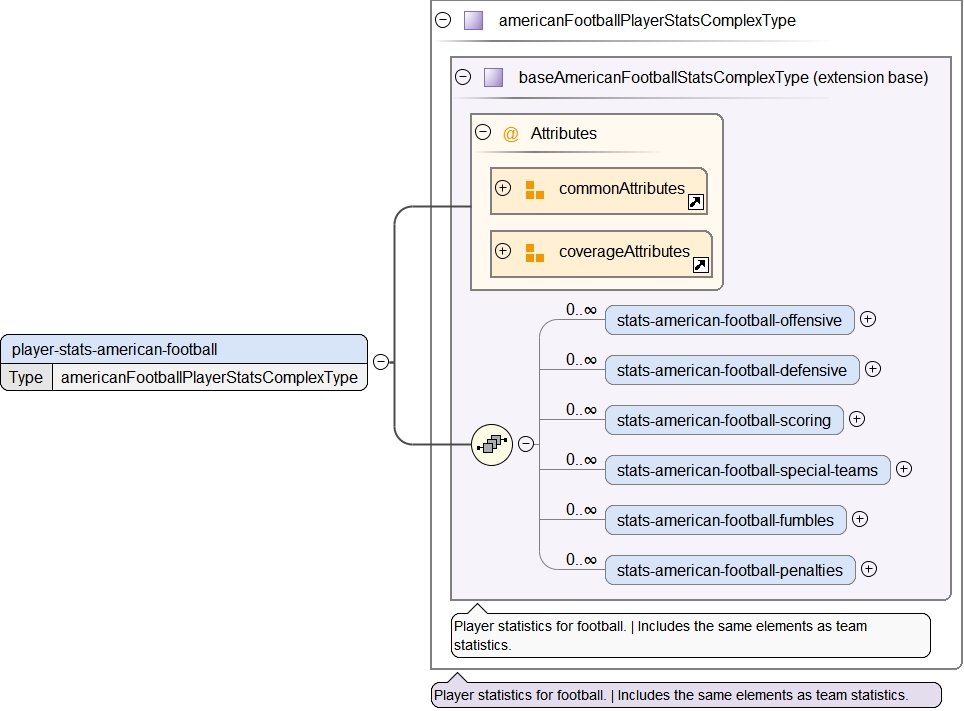 americanFootballPlayerStatsComplexType
baseAmericanFootballStatsComplexType (extension base)
@ Attributes
commonAttributes
coverageAttributes
player-stats-american-football
Type americanFootballPlayerStatsComplexType
0..∞ stats-american-football-offensive
0..∞ stats-american-football-defensive
0..∞ stats-american-football-scoring
0..∞ stats-american-football-special-teams
0..∞ stats-american-football-fumbles
0..∞ stats-american-football-penalties
Player statistics for football. | Includes the same elements as team
statistics.
Player statistics for football. | Includes the same elements as team statistics.